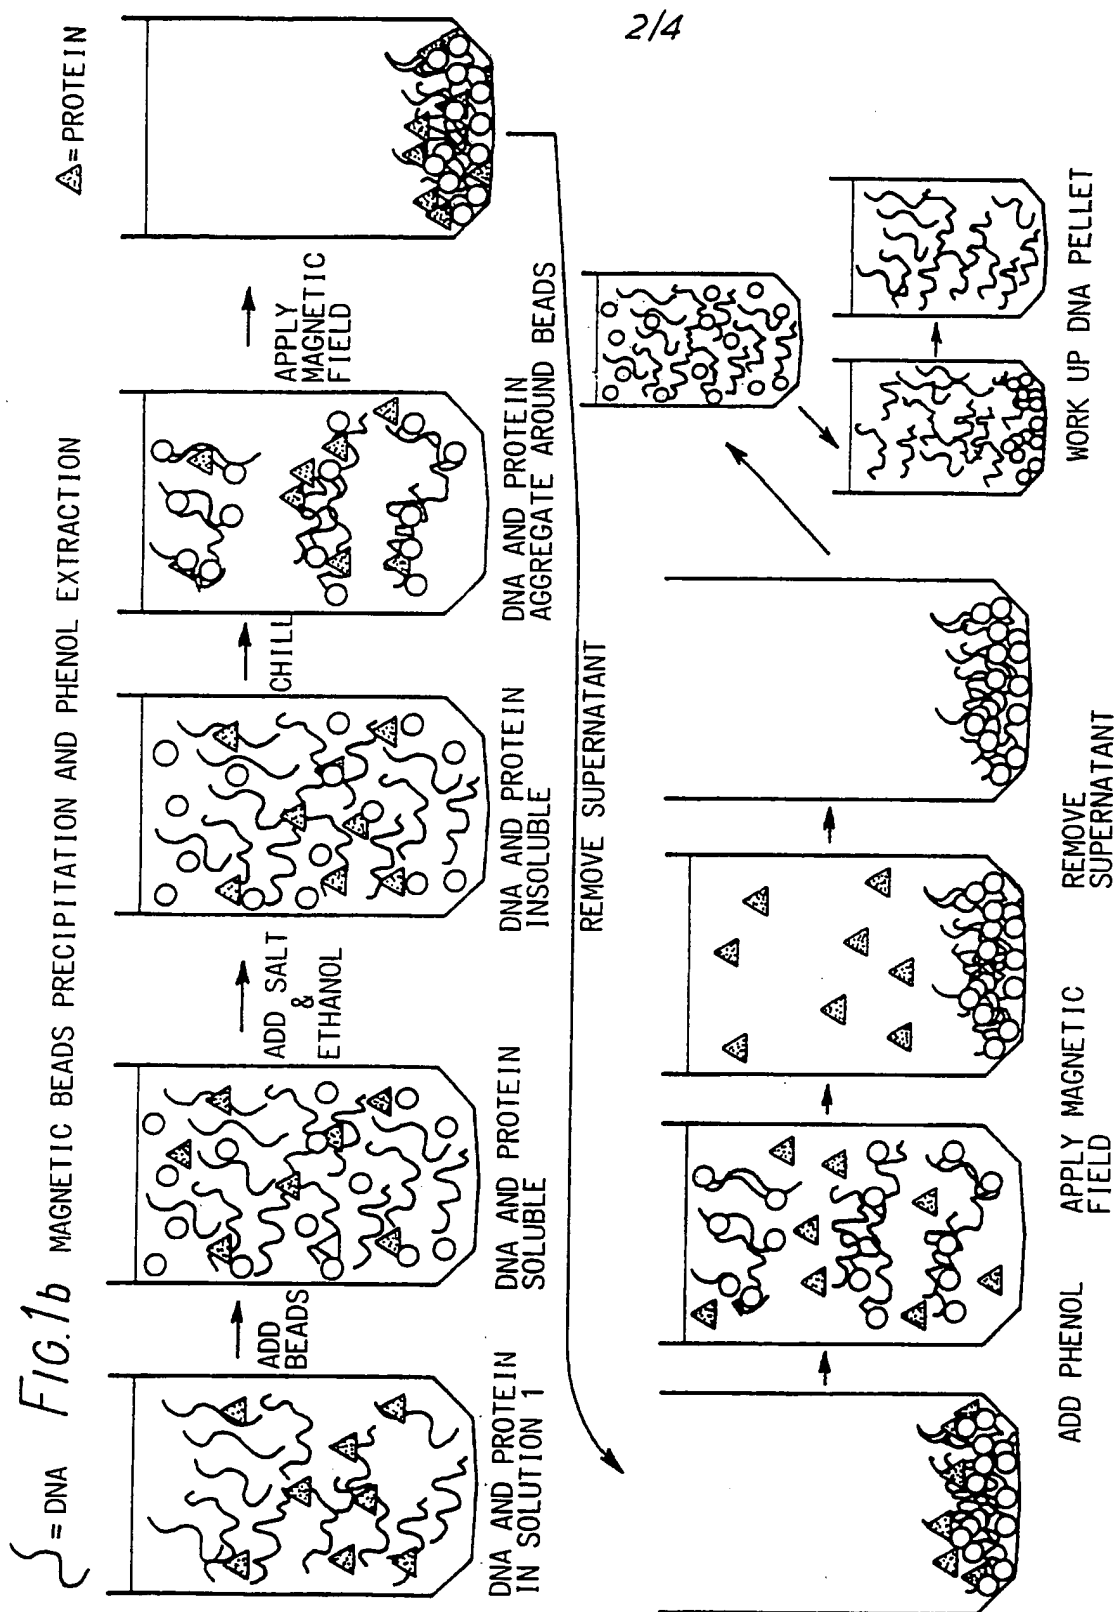 2/4
= DNA
FIG. 1b MAGNETIC BEADS PRECIPITATION AND PHENOL EXTRACTION
= PROTEIN
ADD
BEADS
ADD SALT
&
ETHANOL
CHILL
APPLY
MAGNETIC
FIELD
DNA AND PROTEIN
IN SOLUTION 1
DNA AND PROTEIN
SOLUBLE
DNA AND PROTEIN
INSOLUBLE
DNA AND PROTEIN
AGGREGATE AROUND BEADS
REMOVE SUPERNATANT
ADD PHENOL
APPLY MAGNETIC
FIELD
REMOVE
SUPERNATANT
WORK UP DNA PELLET